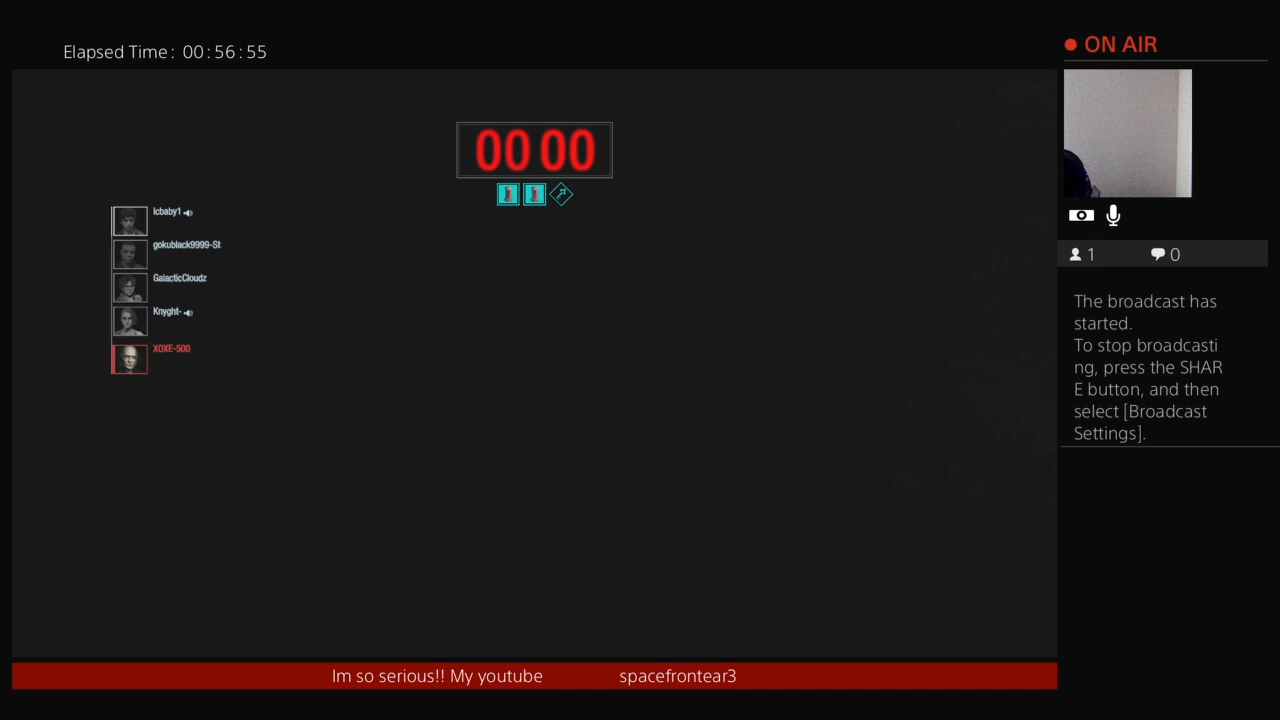 Elapsed Time: 00:56:55
ON AIR
00 00
lcbaby1
gokublack9999-St
GalacticCloudz
Knyght-
XOXE-500
1 0
The broadcast has
started.
To stop broadcasti
ng, press the SHAR
E button, and then
select [Broadcast
Settings].
Im so serious!! My youtube spacefrontear3